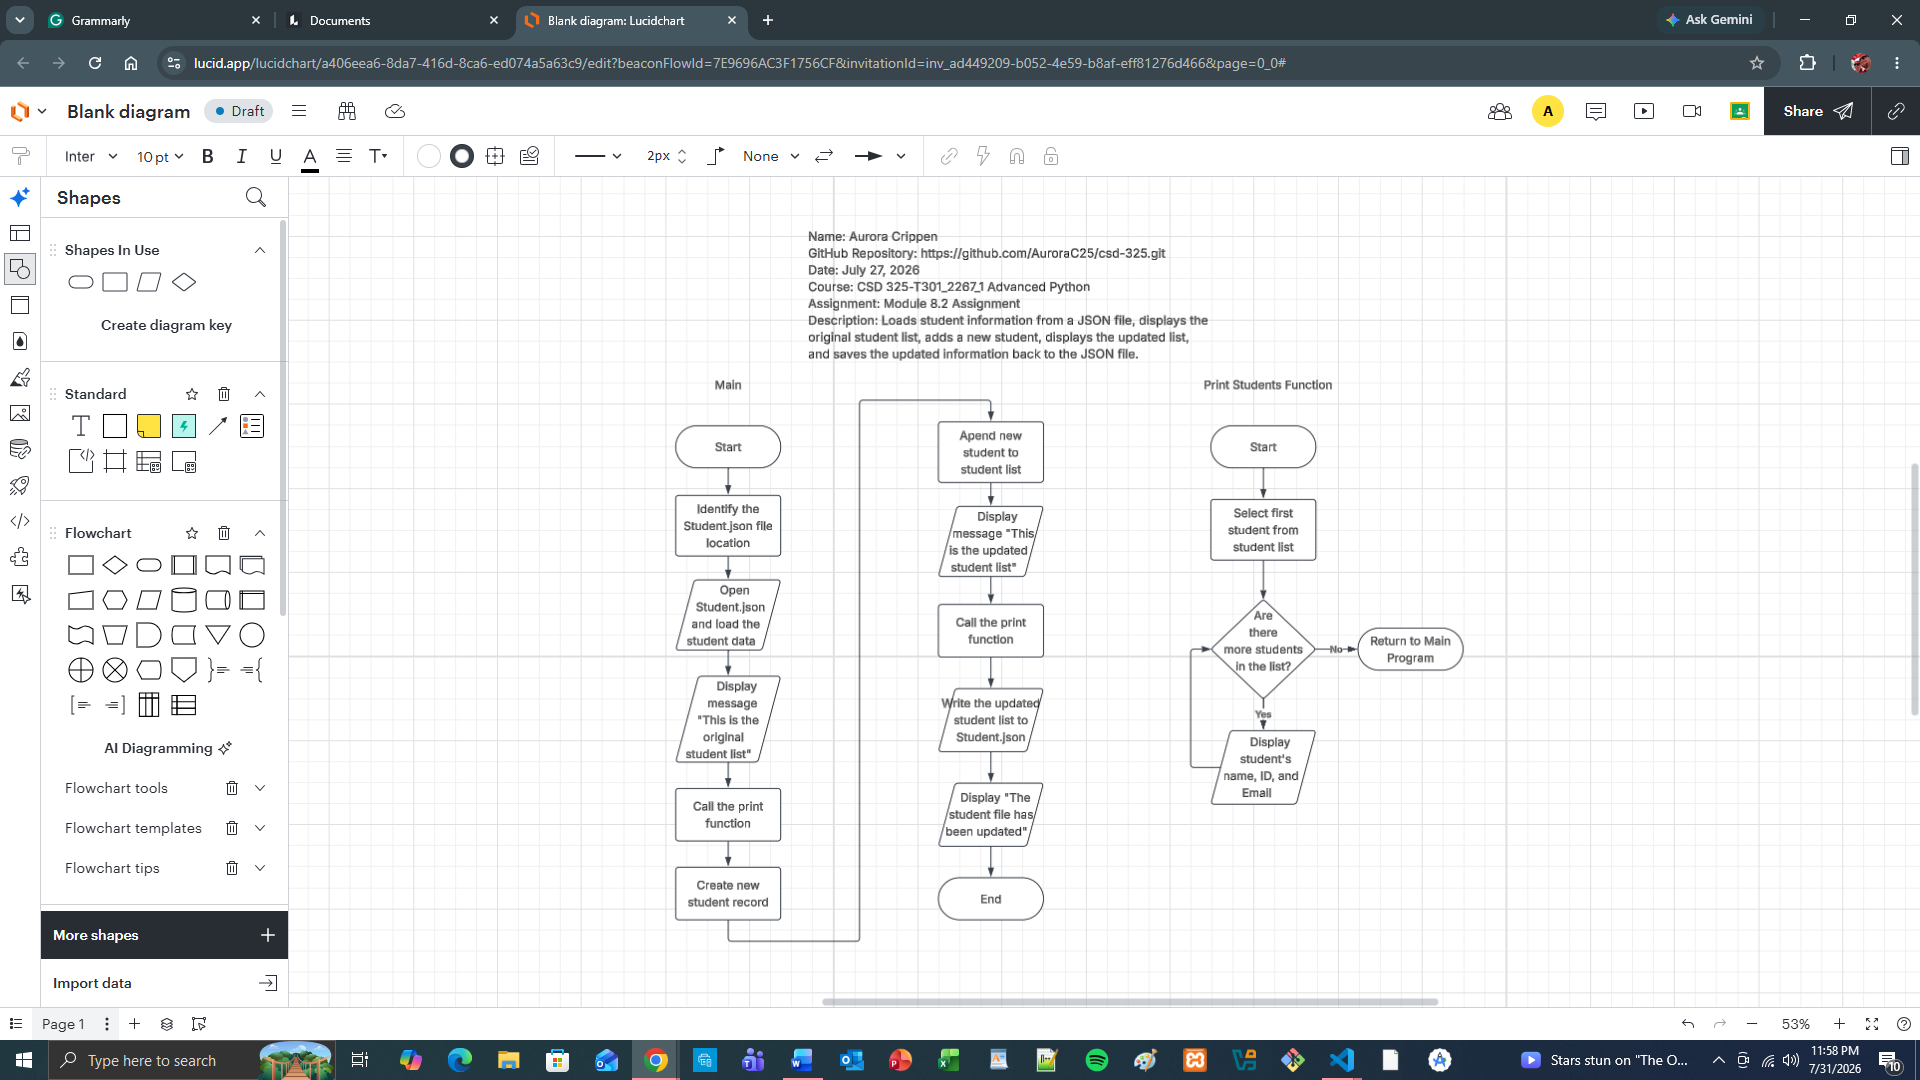 Grammarly
Documents
Blank diagram: Lucidchart
Ask Gemini
lucid.app/lucidchart/a406eea6-8da7-416d-8ca6-ed074a5a63c9/edit?beaconFlowId=7E9696AC3F1756CF&invitationId=inv_ad449209-b052-4e59-b8af-eff81276d466&page=0_0#
Blank diagram
Draft
A
Share
Inter
10 pt
B
I
U
A
T
2px
None
Shapes
Shapes In Use
Create diagram key
Standard
Flowchart
AI Diagramming
Flowchart tools
Flowchart templates
Flowchart tips
More shapes
Import data
Name: Aurora Crippen
GitHub Repository: https://github.com/AuroraC25/csd-325.git
Date: July 27, 2026
Course: CSD 325-T301_2267_1 Advanced Python
Assignment: Module 8.2 Assignment
Description: Loads student information from a JSON file, displays the
original student list, adds a new student, displays the updated list,
and saves the updated information back to the JSON file.
Main
Start
Identify the
Student.json file
location
Open
Student.json
and load the
student data
Display
message
"This is the
original
student list"
Call the print
function
Create new
student record
Apend new
student to
student list
Display
message "This
is the updated
student list"
Call the print
function
Write the updated
student list to
Student.json
Display "The
student file has
been updated"
End
Print Students Function
Start
Select first
student from
student list
Are
there
more students
in the list?
No
Return to Main
Program
Yes
Display
student's
name, ID, and
Email
Page 1
53%
Type here to search
Stars stun on "The O...
11:58 PM
7/31/2026
10